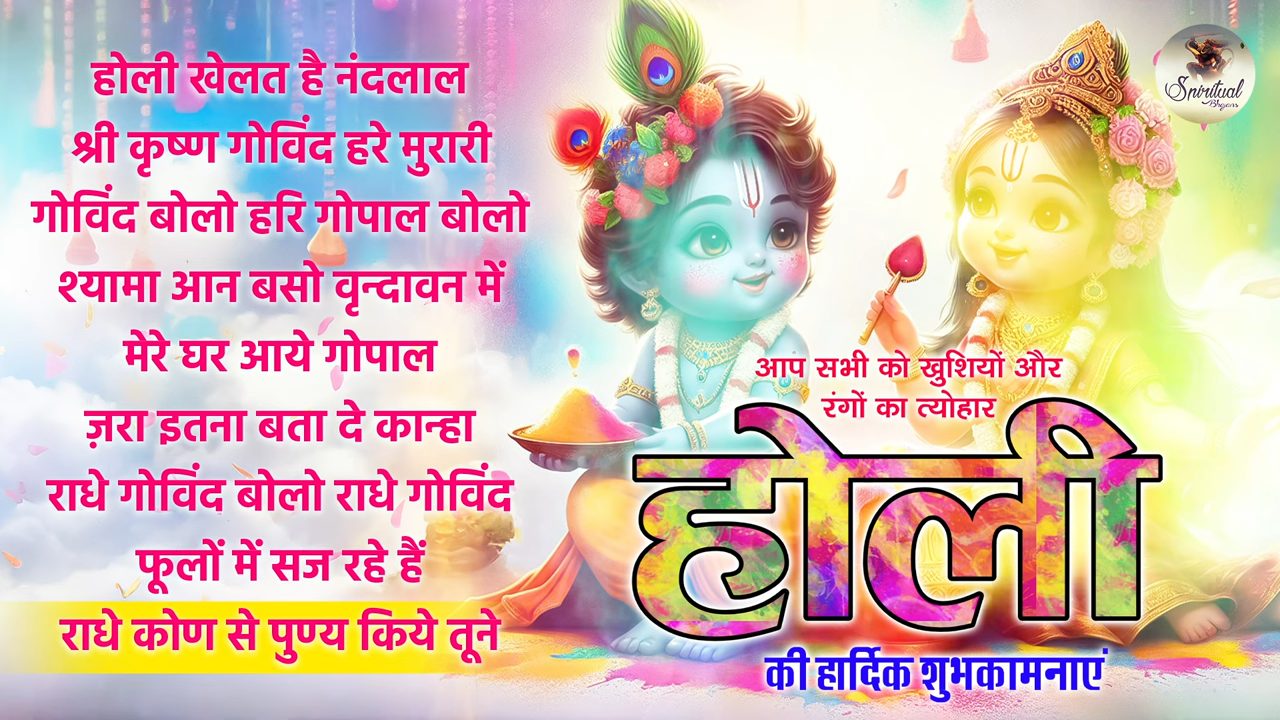 होली खेलत है नंदलाल
श्री कृष्ण गोविंद हरे मुरारी
गोविंद बोलो हरि गोपाल बोलो
श्यामा आन बसो वृन्दावन में
मेरे घर आये गोपाल
ज़रा इतना बता दे कान्हा
राधे गोविंद बोलो राधे गोविंद
फूलों में सज रहे हैं
राधे कोण से पुण्य किये तूने
Spiritual
Bhajans
आप सभी को खुशियों और
रंगों का त्योहार
होली
की हार्दिक शुभकामनाएं